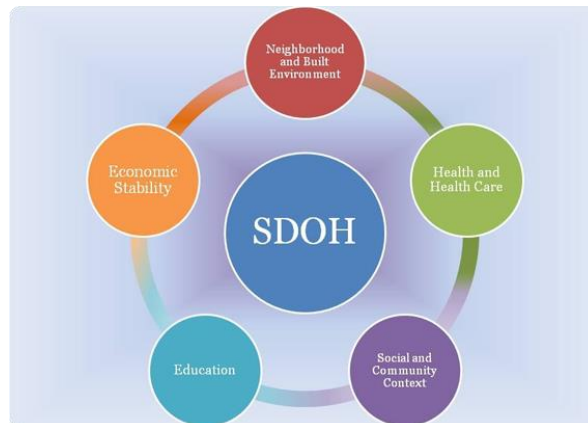 Neighborhood
and Built
Environment
Economic
Stability
Health and
Health Care
SDOH
Education
Social and
Community
Context